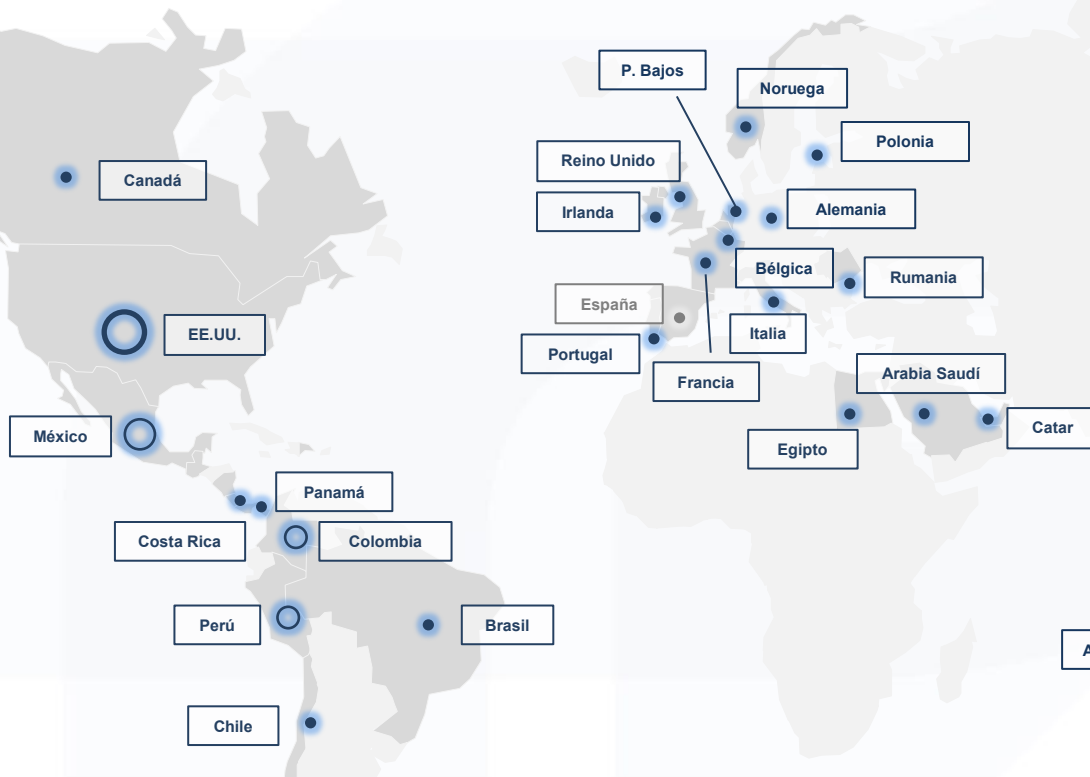 P. Bajos
Noruega
Polonia
Reino Unido
Canadá
Irlanda
Alemania
Bélgica
Rumania
España
EE.UU.
Italia
Portugal
Arabia Saudí
Francia
Catar
México
Egipto
Panamá
Costa Rica
Colombia
Perú
Brasil
Chile